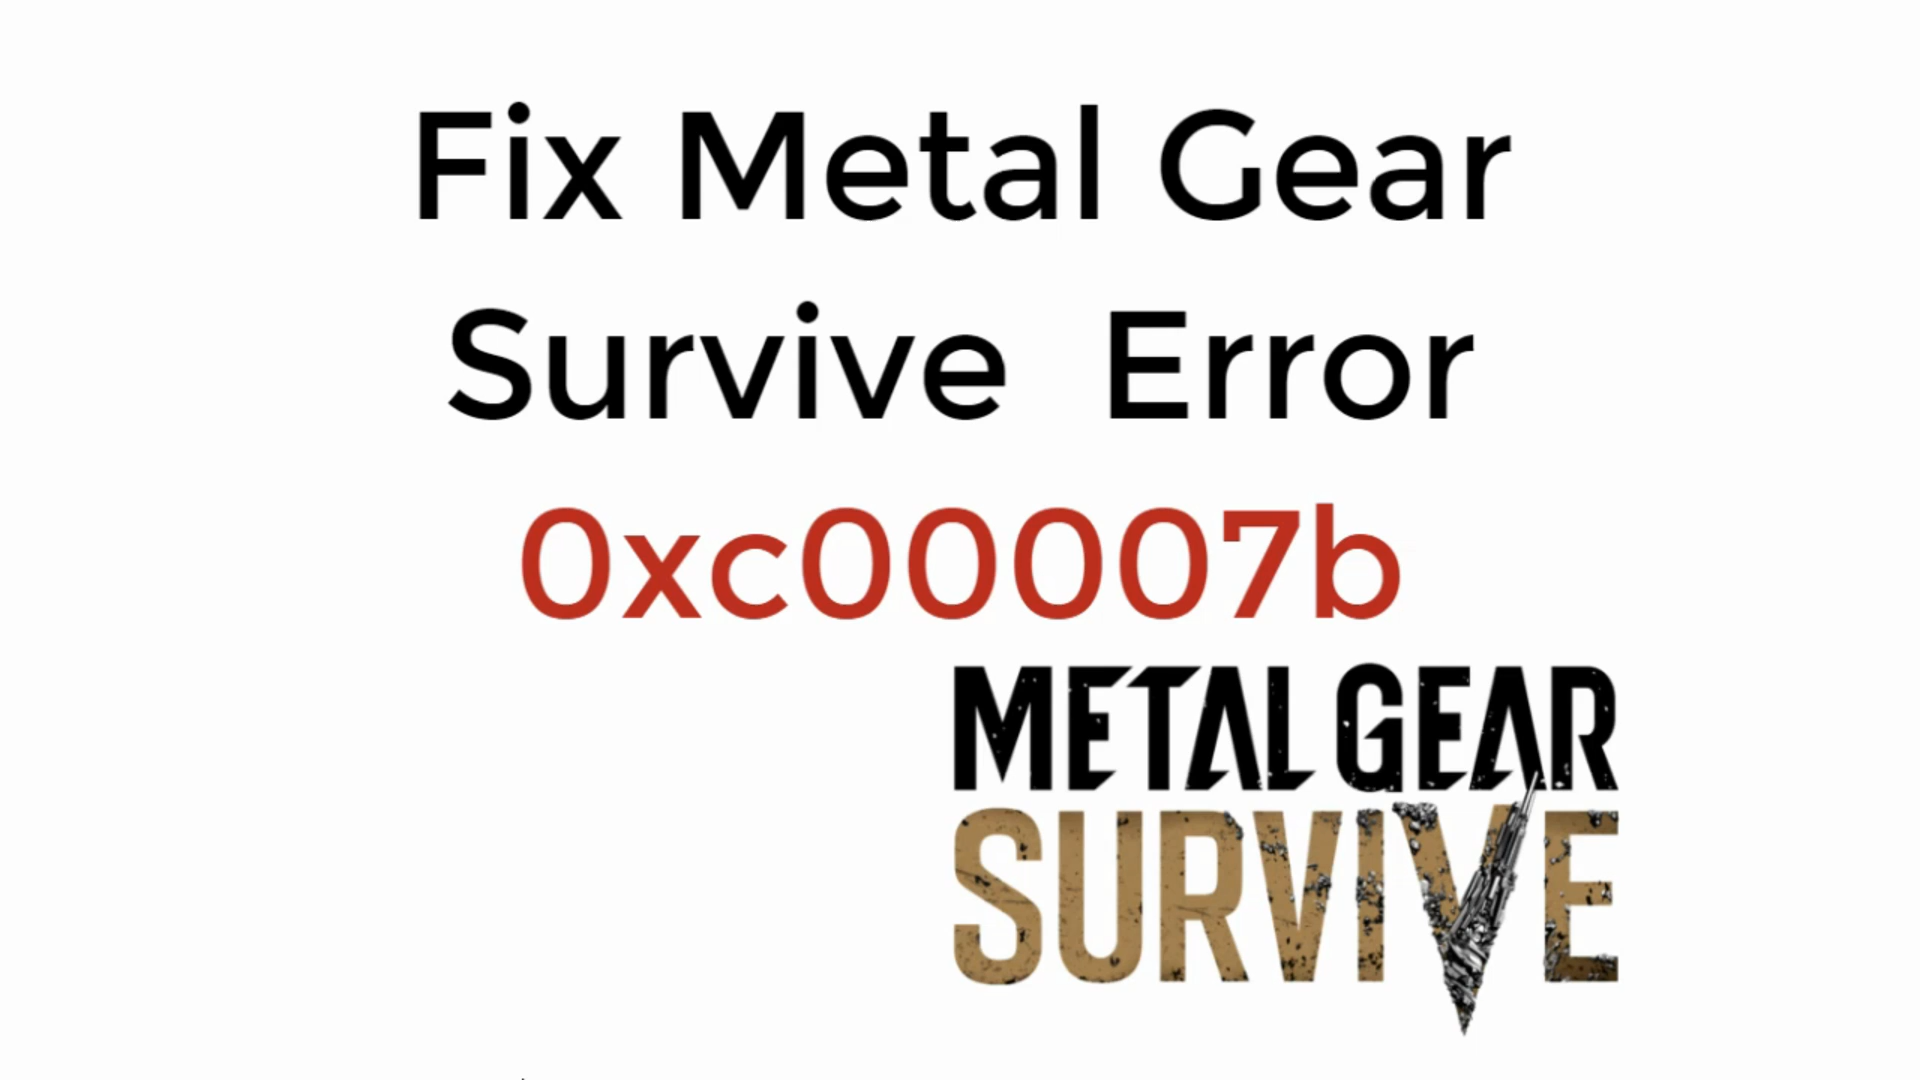 Fix Metal Gear
Survive Error
0xc00007b
METAL GEAR
SURVIVE